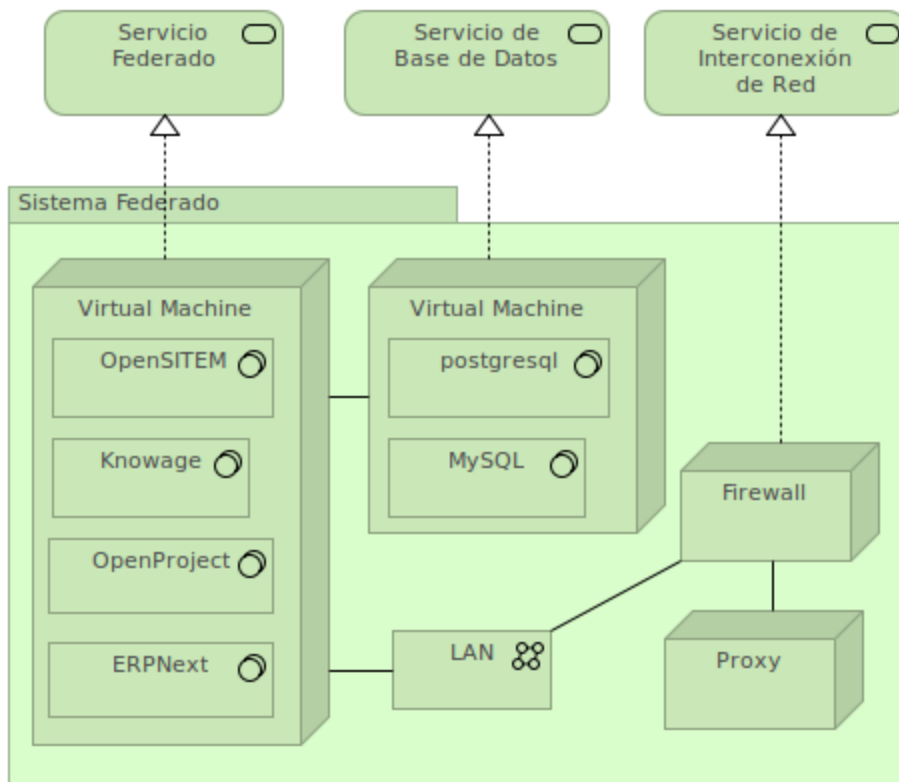 Servicio
Federado
Servicio de
Base de Datos
Servicio de
Interconexión
de Red
Sistema Federado
Virtual Machine
OpenSITEM
Knowage
OpenProject
ERPNext
Virtual Machine
postgresql
MySQL
LAN
Firewall
Proxy